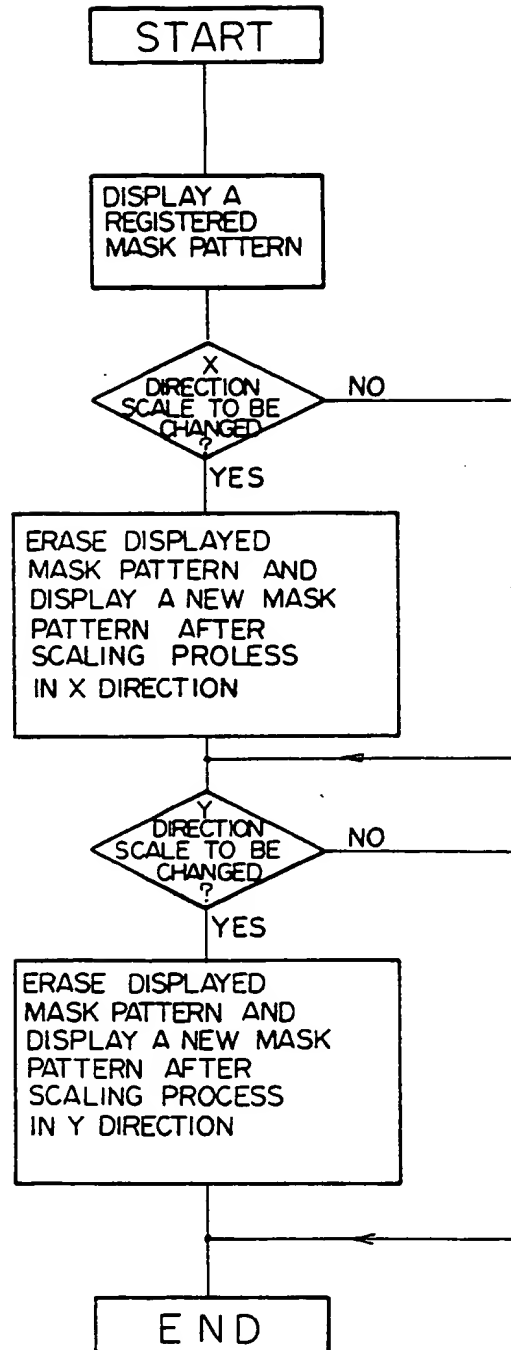 START
DISPLAY A
REGISTERED
MASK PATTERN
X
DIRECTION
SCALE TO BE
CHANGED
?
NO
YES
ERASE DISPLAYED
MASK PATTERN AND
DISPLAY A NEW MASK
PATTERN AFTER
SCALING PROLESS
IN X DIRECTION
Y
DIRECTION
SCALE TO BE
CHANGED
?
NO
YES
ERASE DISPLAYED
MASK PATTERN AND
DISPLAY A NEW MASK
PATTERN AFTER
SCALING PROCESS
IN Y DIRECTION
END